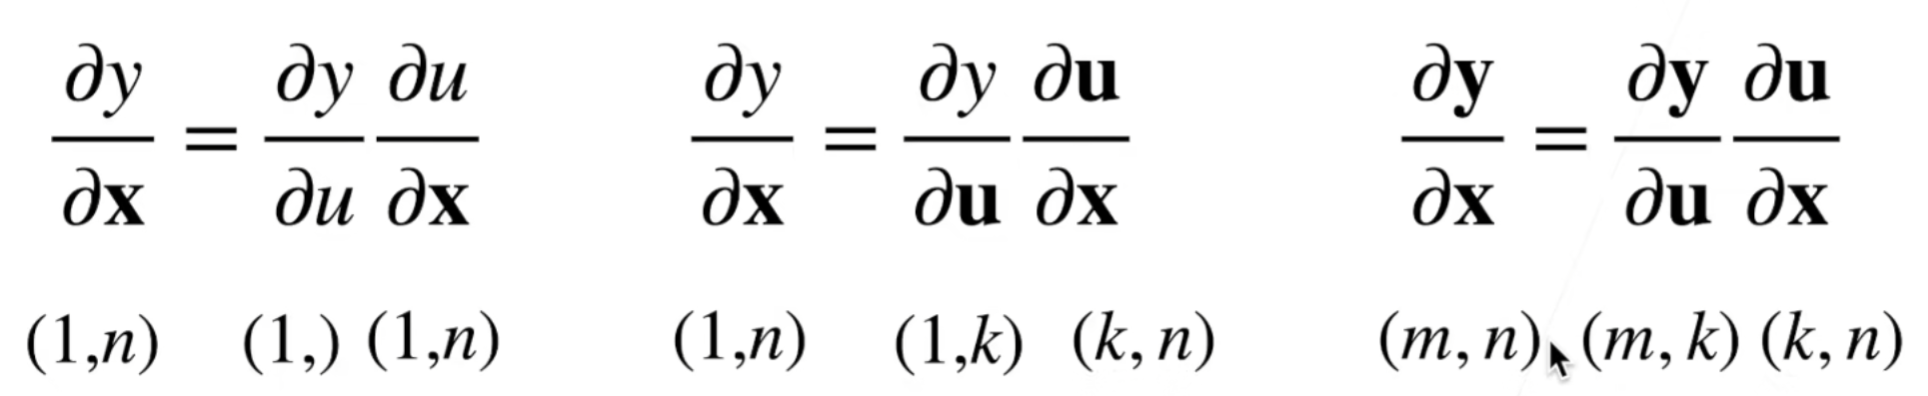 ∂y/∂𝐱 = ∂y/∂u ∂u/∂𝐱    ∂y/∂𝐱 = ∂y/∂𝐮 ∂𝐮/∂𝐱    ∂𝐲/∂𝐱 = ∂𝐲/∂𝐮 ∂𝐮/∂𝐱
(1,n) (1,) (1,n)    (1,n) (1,k) (k, n)    (m, n) (m, k) (k, n)